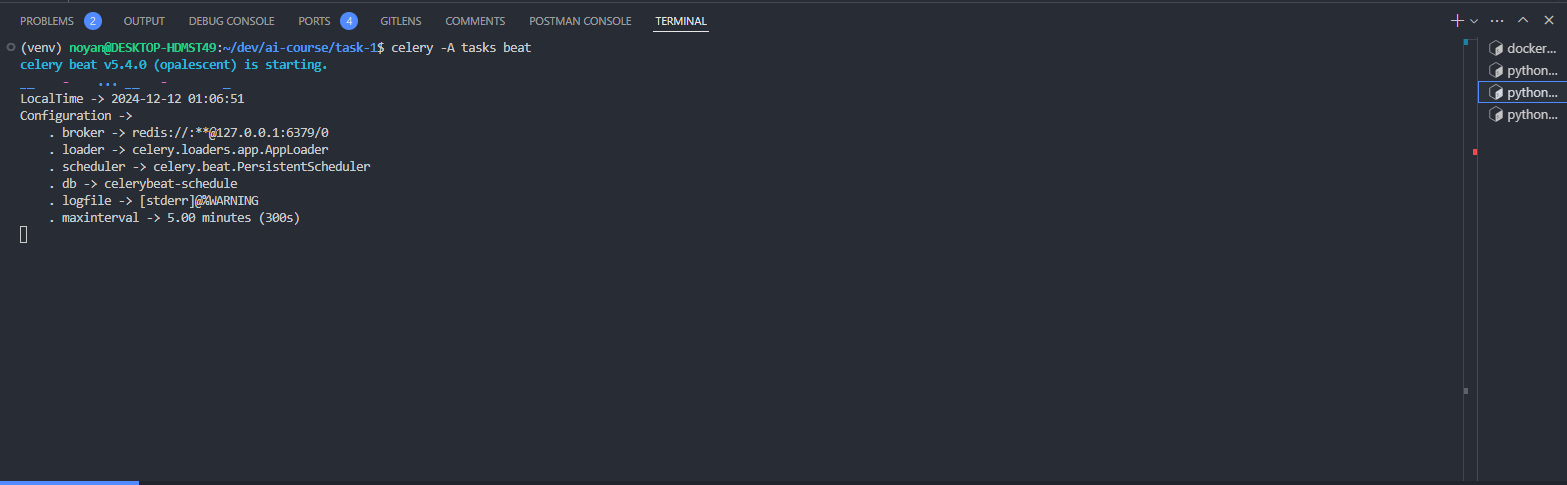 PROBLEMS 2 OUTPUT DEBUG CONSOLE PORTS 4 GITLENS COMMENTS POSTMAN CONSOLE TERMINAL
(venv) noyan@DESKTOP-HDMST49:~/dev/ai-course/task-1$ celery -A tasks beat
celery beat v5.4.0 (opalescent) is starting.
__    -    ... __   -        _
LocalTime -> 2024-12-12 01:06:51
Configuration ->
    . broker -> redis://:**@127.0.0.1:6379/0
    . loader -> celery.loaders.app.AppLoader
    . scheduler -> celery.beat.PersistentScheduler
    . db -> celerybeat-schedule
    . logfile -> [stderr]@%WARNING
    . maxinterval -> 5.00 minutes (300s)
docker...
python...
python...
python...